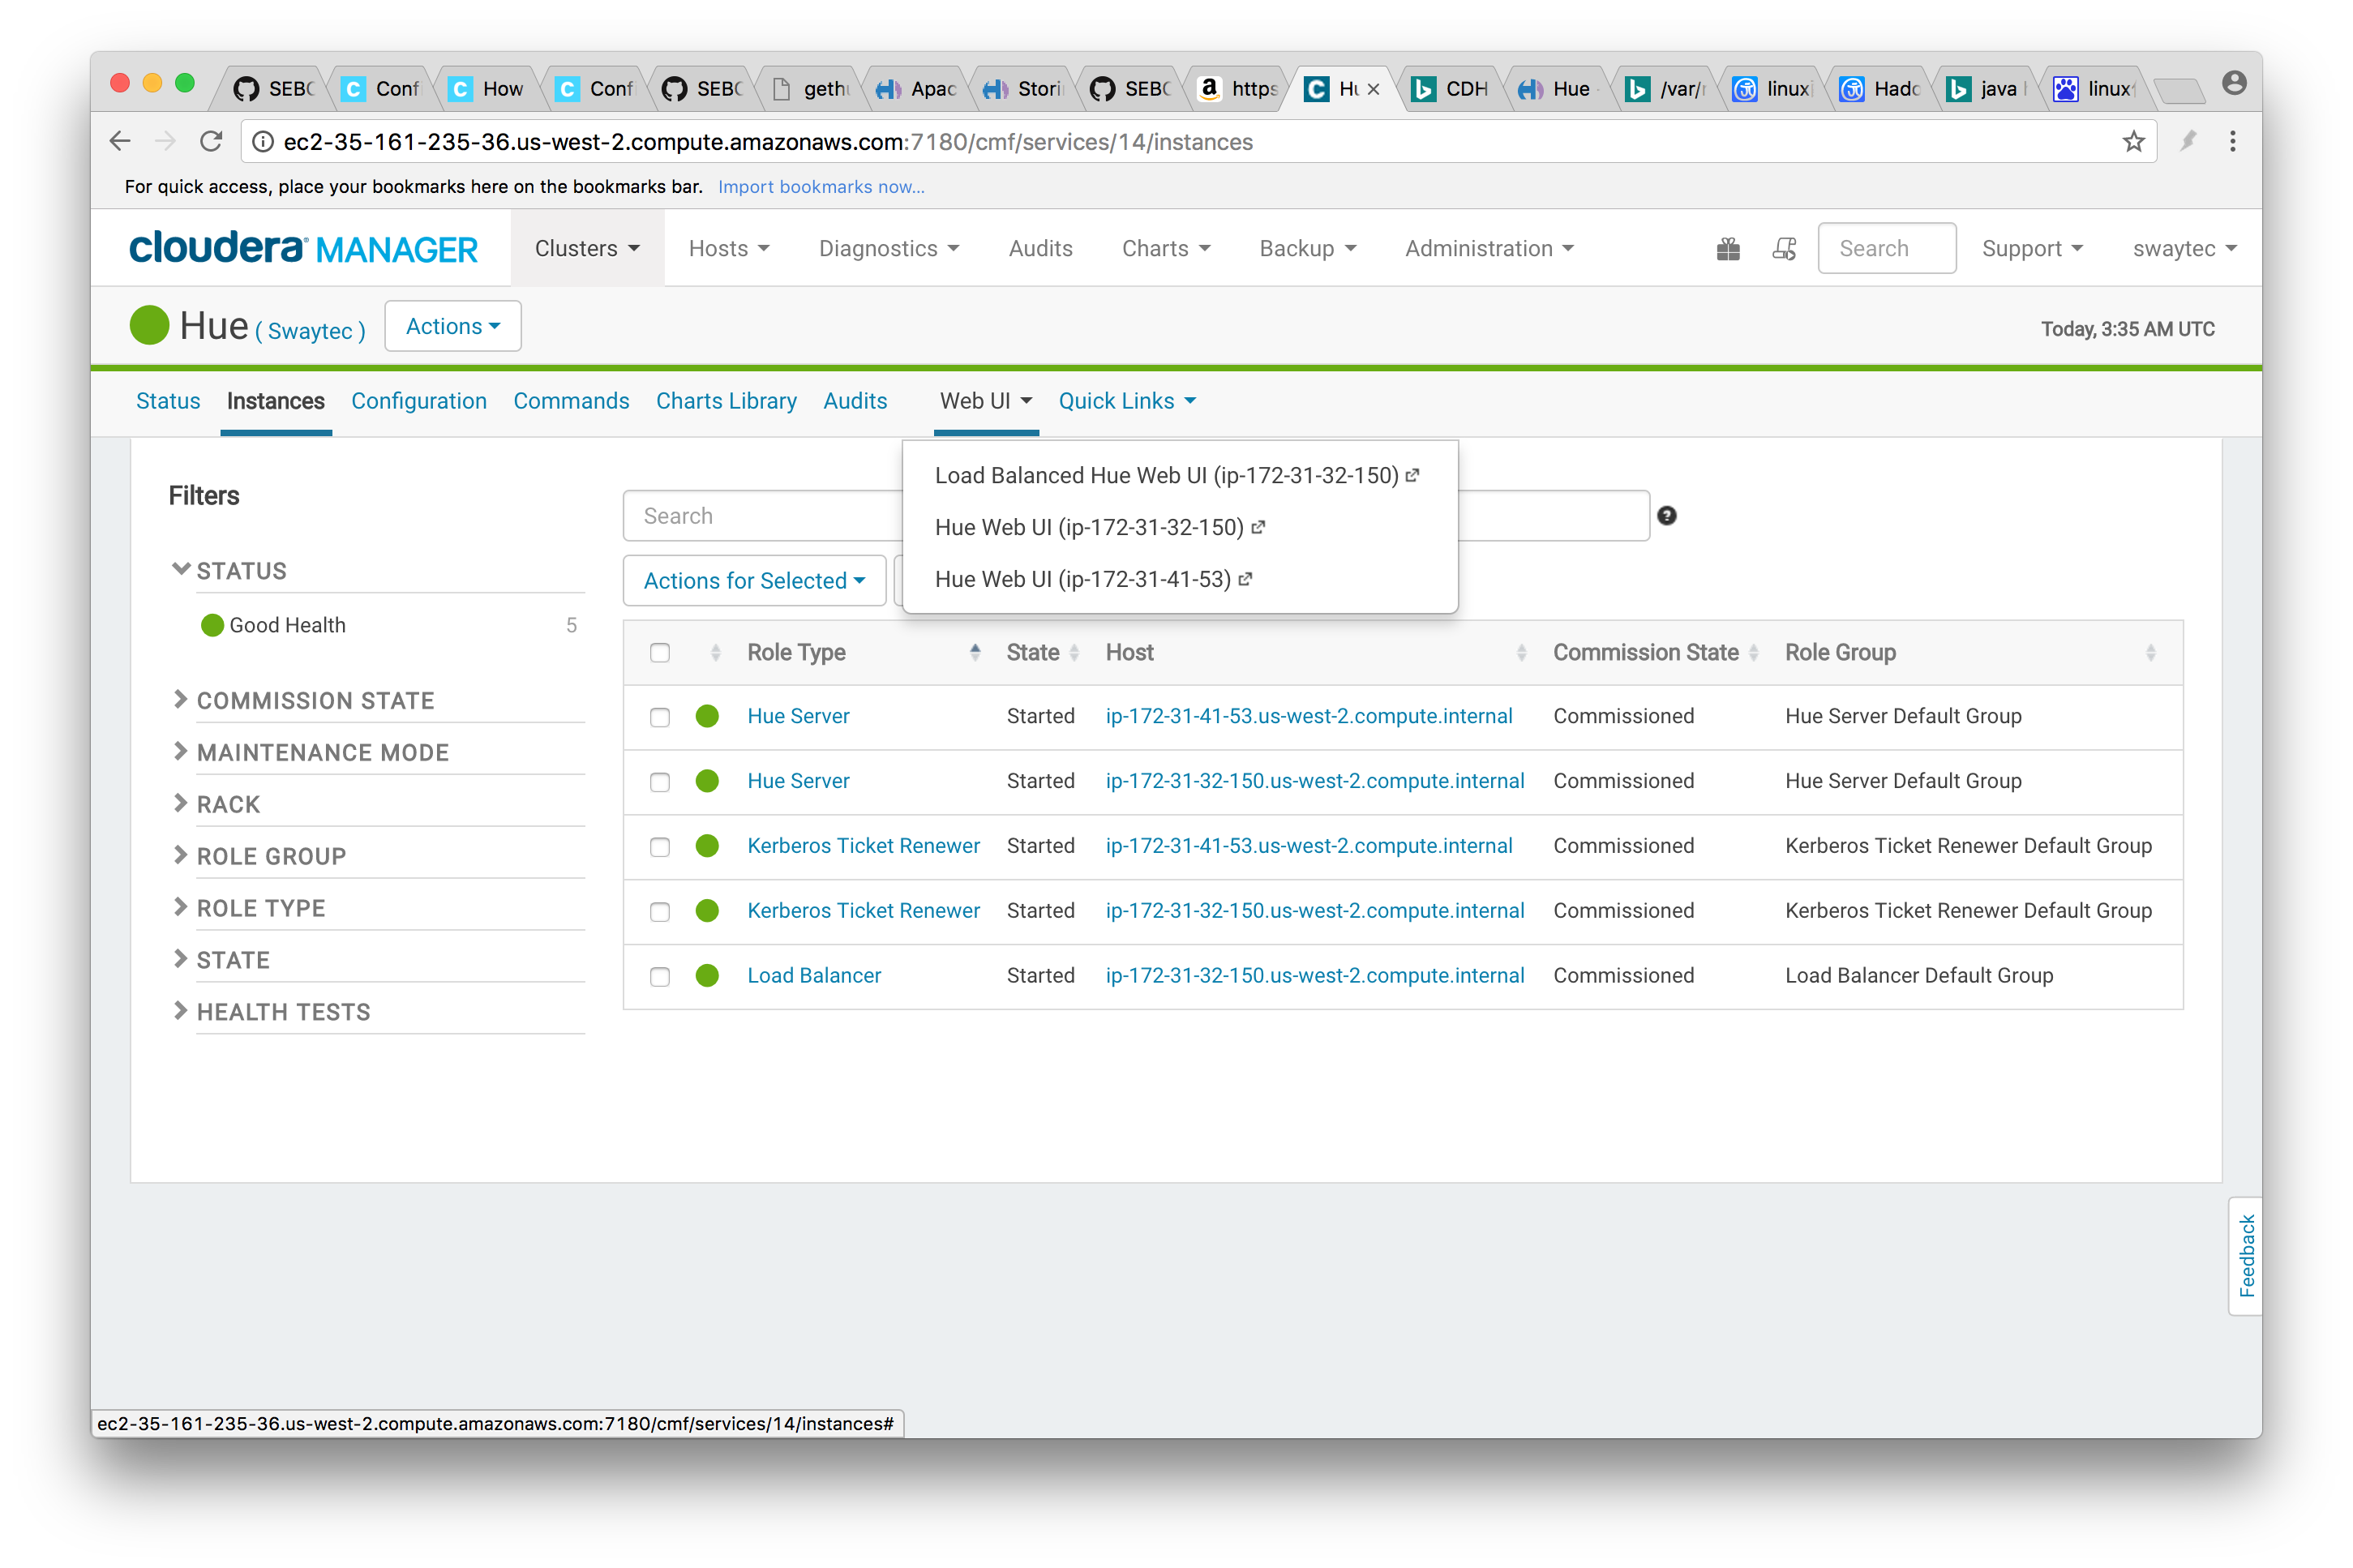 SEBC Conf How Conf SEBC gethu Apac Stori SEBC https Hu CDH Hue /var/ linux Hado java linux
ec2-35-161-235-36.us-west-2.compute.amazonaws.com:7180/cmf/services/14/instances
For quick access, place your bookmarks here on the bookmarks bar. Import bookmarks now...
cloudera MANAGER Clusters Hosts Diagnostics Audits Charts Backup Administration Search Support swaytec
Hue ( Swaytec ) Actions Today, 3:35 AM UTC
Status Instances Configuration Commands Charts Library Audits Web UI Quick Links
Load Balanced Hue Web UI (ip-172-31-32-150)
Hue Web UI (ip-172-31-32-150)
Hue Web UI (ip-172-31-41-53)
Filters
STATUS
Good Health 5
COMMISSION STATE
MAINTENANCE MODE
RACK
ROLE GROUP
ROLE TYPE
STATE
HEALTH TESTS
Search
Actions for Selected
Role Type State Host Commission State Role Group
Hue Server Started ip-172-31-41-53.us-west-2.compute.internal Commissioned Hue Server Default Group
Hue Server Started ip-172-31-32-150.us-west-2.compute.internal Commissioned Hue Server Default Group
Kerberos Ticket Renewer Started ip-172-31-41-53.us-west-2.compute.internal Commissioned Kerberos Ticket Renewer Default Group
Kerberos Ticket Renewer Started ip-172-31-32-150.us-west-2.compute.internal Commissioned Kerberos Ticket Renewer Default Group
Load Balancer Started ip-172-31-32-150.us-west-2.compute.internal Commissioned Load Balancer Default Group
Feedback
ec2-35-161-235-36.us-west-2.compute.amazonaws.com:7180/cmf/services/14/instances#